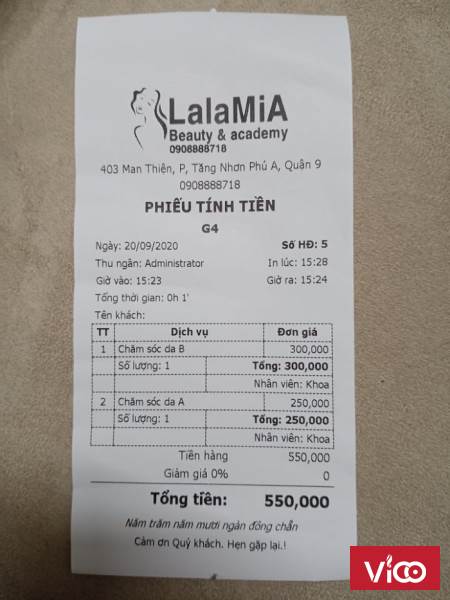 LalaMiA
Beauty & academy
0908888718
403 Man Thiện, P, Tăng Nhơn Phú A, Quận 9
0908888718
PHIẾU TÍNH TIỀN
G4
Ngày: 20/09/2020 Số HĐ: 5
Thu ngân: Administrator In lúc: 15:28
Giờ vào: 15:23 Giờ ra: 15:24
Tổng thời gian: 0h 1'
Tên khách:
TT Dịch vụ Đơn giá
1 Chăm sóc da B 300,000
Số lượng: 1 Tổng: 300,000
Nhân viên: Khoa
2 Chăm sóc da A 250,000
Số lượng: 1 Tổng: 250,000
Nhân viên: Khoa
Tiền hàng 550,000
Giảm giá 0% 0
Tổng tiền: 550,000
Năm trăm năm mươi ngàn đồng chẵn
Cảm ơn Quý khách. Hẹn gặp lại.!
Vioo